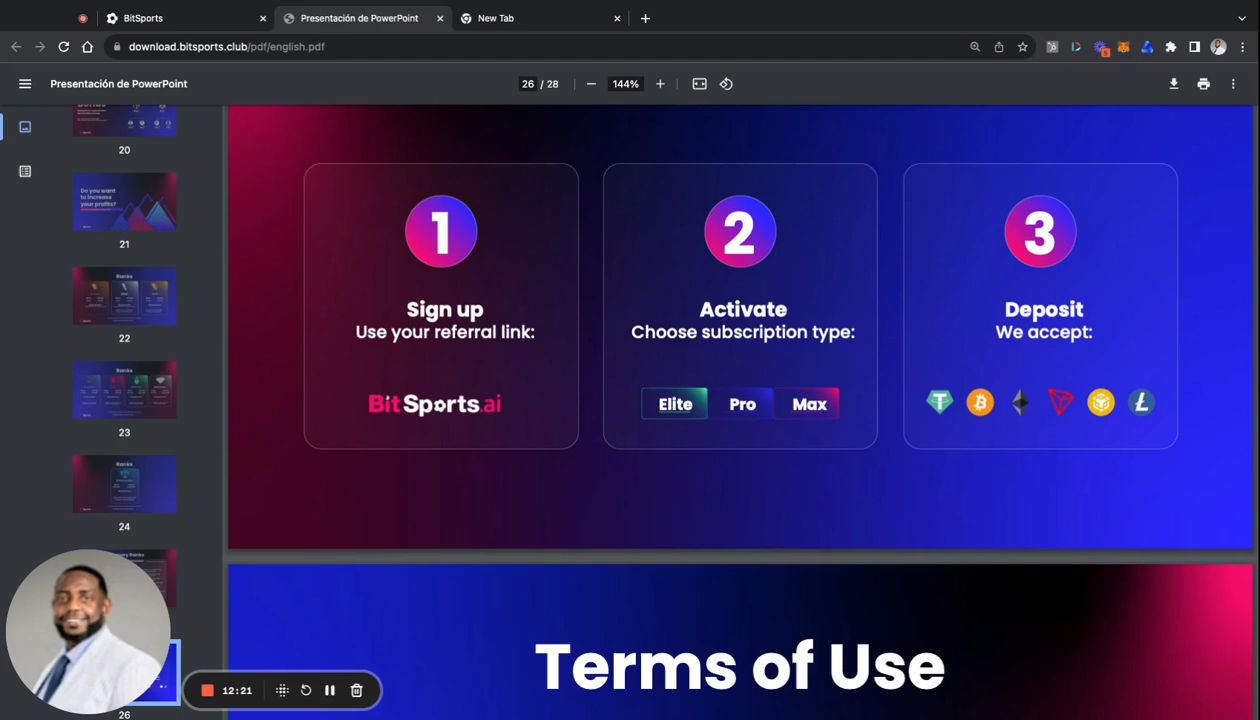 BitSports
Presentación de PowerPoint
New Tab
download.bitsports.club/pdf/english.pdf
5
Presentación de PowerPoint
26 / 28
144%
20
Do you want
to increase
your profits?
21
Ranks
22
Ranks
23
Ranks
24
26
1
Sign up
Use your referral link:
BitSports.ai
2
Activate
Choose subscription type:
Elite
Pro
Max
3
Deposit
We accept:
Terms of Use
12:21